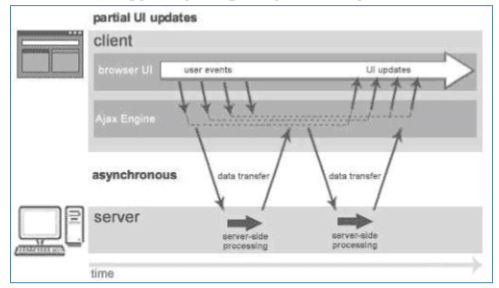 partial UI updates
client
browser UI
user events
UI updates
Ajax Engine
asynchronous
data transfer
data transfer
server
server-side
processing
server-side
processing
time